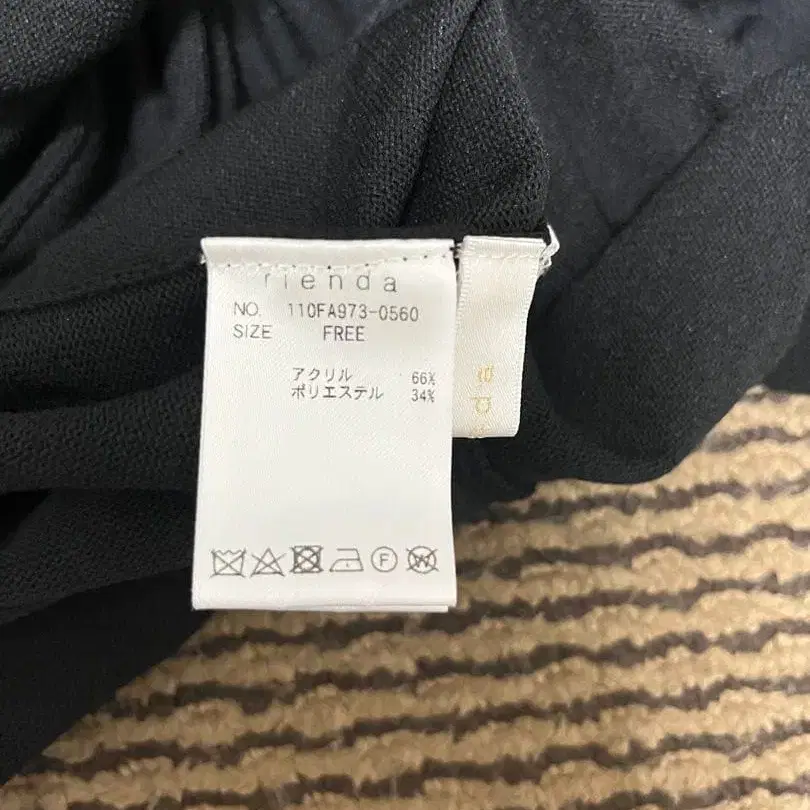 rienda
NO. 110FA973-0560
SIZE FREE
アクリル 66%
ポリエステル 34%
F
W